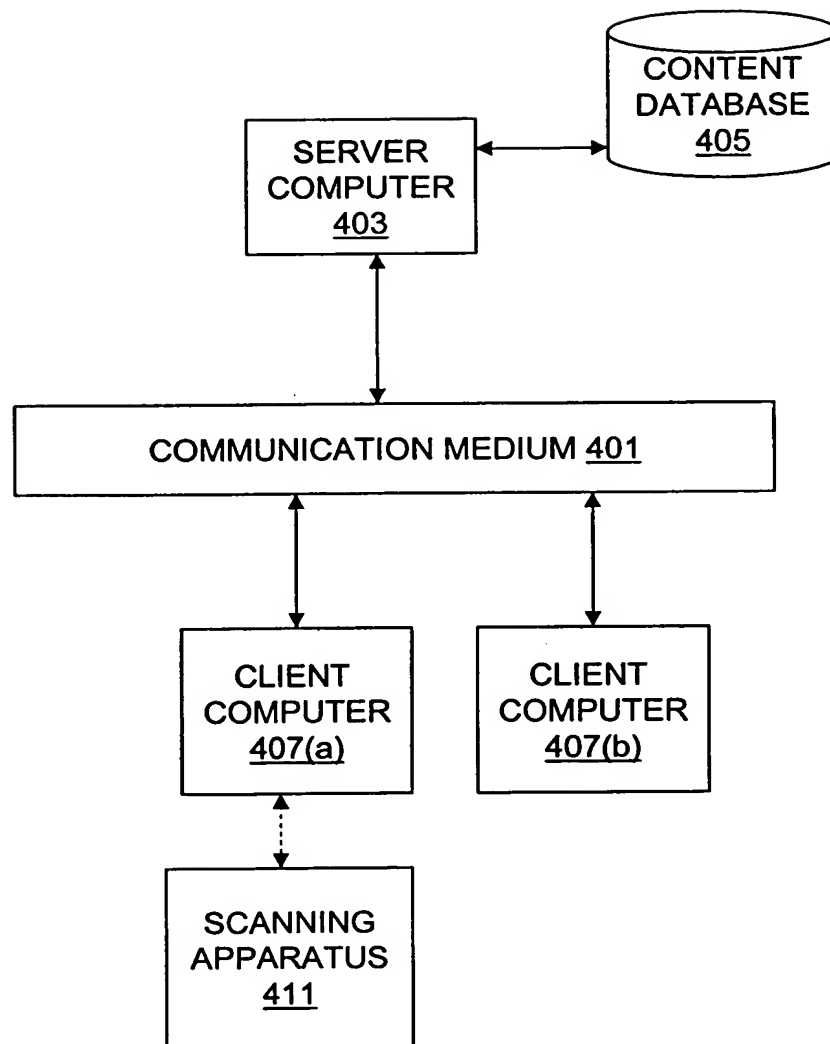 CONTENT
DATABASE
405
SERVER
COMPUTER
403
COMMUNICATION MEDIUM 401
CLIENT
COMPUTER
407(a)
CLIENT
COMPUTER
407(b)
SCANNING
APPARATUS
411